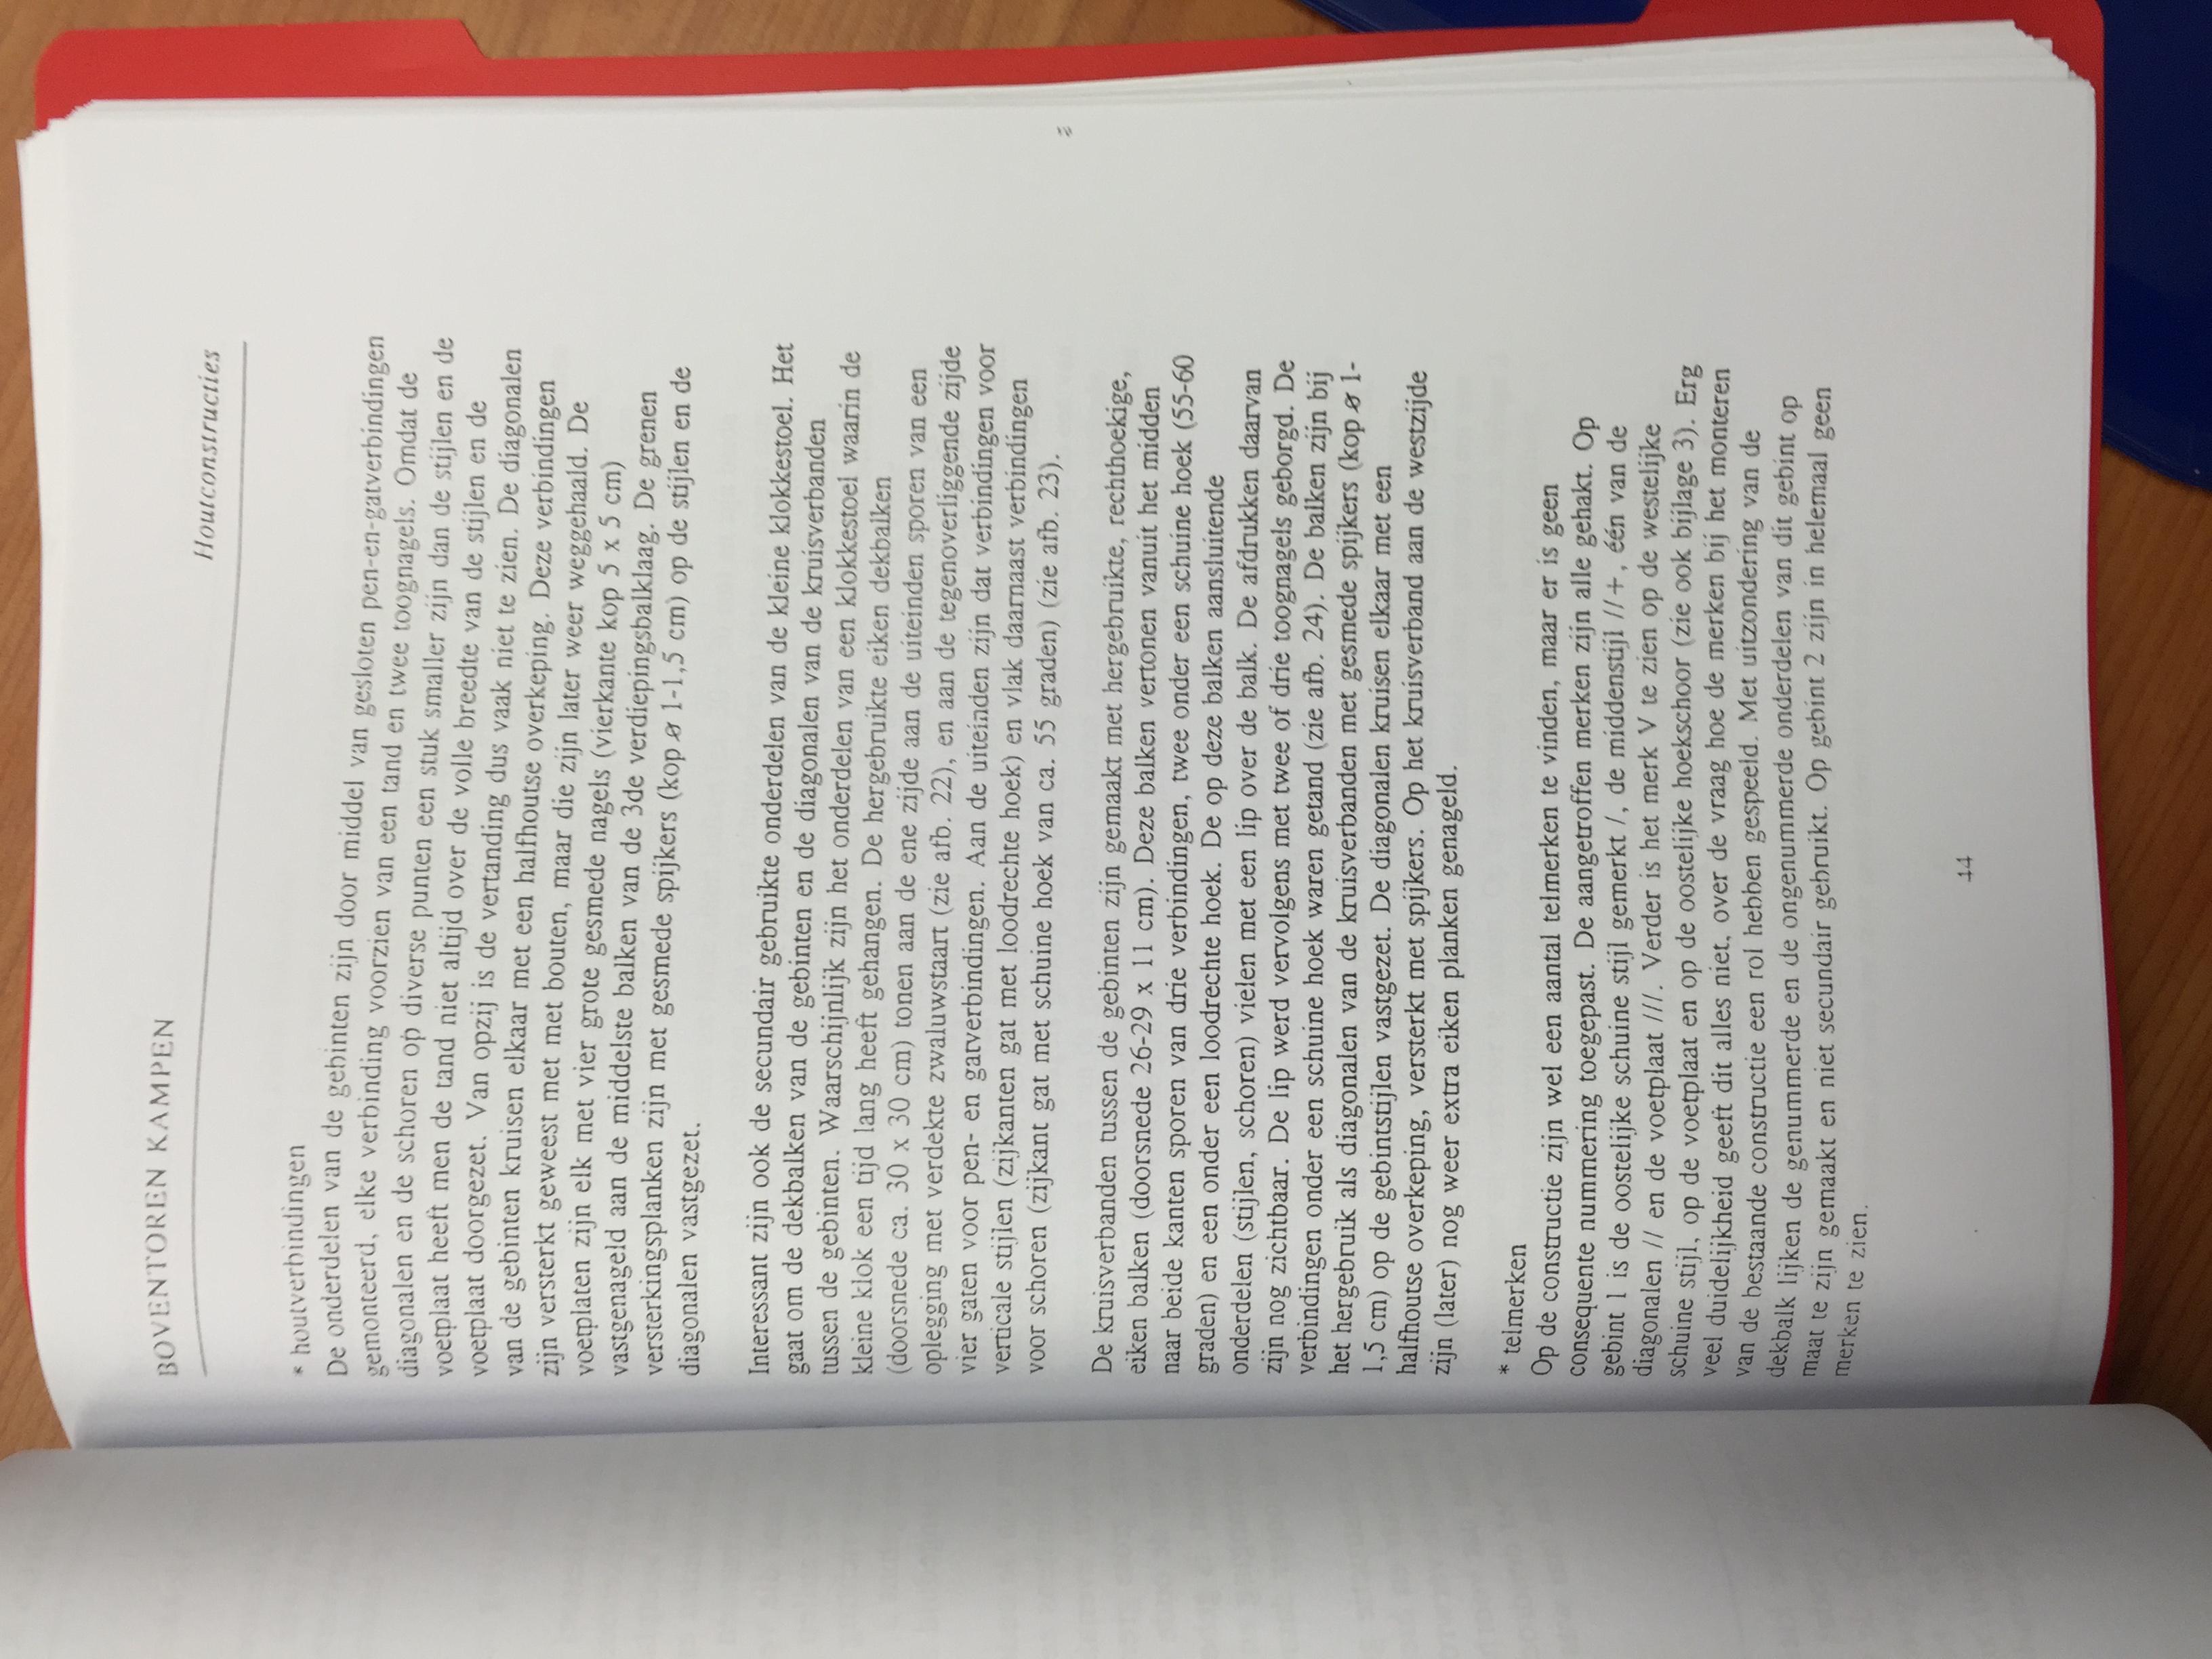 BOVENTOREN KAMPEN
Houtconstructies
* houtverbindingen
De onderdelen van de gebinten zijn door middel van gesloten pen-en-gatverbindingen
gemonteerd, elke verbinding voorzien van een tand en twee toognagels. Omdat de
diagonalen en de schoren op diverse punten een stuk smaller zijn dan de stijlen en de
voetplaat heeft men de tand niet altijd over de volle breedte van de stijlen en de
voetplaat doorgezet. Van opzij is de vertanding dus vaak niet te zien. De diagonalen
van de gebinten kruisen elkaar met een halfhoutse overkeping. Deze verbindingen
zijn versterkt geweest met met bouten, maar die zijn later weer weggehaald. De
voetplaten zijn elk met vier grote gesmede nagels (vierkante kop 5 x 5 cm)
vastgenageld aan de middelste balken van de 3de verdiepingsbalklaag. De grenen
versterkingsplanken zijn met gesmede spijkers (kop ø 1-1,5 cm) op de stijlen en de
diagonalen vastgezet.
Interessant zijn ook de secundair gebruikte onderdelen van de kleine klokkestoel. Het
gaat om de dekbalken van de gebinten en de diagonalen van de kruisverbanden
tussen de gebinten. Waarschijnlijk zijn het onderdelen van een klokkestoel waarin de
kleine klok een tijd lang heeft gehangen. De hergebruikte eiken dekbalken
(doorsnede ca. 30 x 30 cm) tonen aan de ene zijde aan de uiteinden sporen van een
oplegging met verdekte zwaluwstaart (zie afb. 22), en aan de tegenoverliggende zijde
vier gaten voor pen- en gatverbindingen. Aan de uiteinden zijn dat verbindingen voor
verticale stijlen (zijkanten gat met loodrechte hoek) en vlak daarnaast verbindingen
voor schoren (zijkant gat met schuine hoek van ca. 55 graden) (zie afb. 23).
De kruisverbanden tussen de gebinten zijn gemaakt met hergebruikte, rechthoekige,
eiken balken (doorsnede 26-29 x 11 cm). Deze balken vertonen vanuit het midden
naar beide kanten sporen van drie verbindingen, twee onder een schuine hoek (55-60
graden) en een onder een loodrechte hoek. De op deze balken aansluitende
onderdelen (stijlen, schoren) vielen met een lip over de balk. De afdrukken daarvan
zijn nog zichtbaar. De lip werd vervolgens met twee of drie toognagels geborgd. De
verbindingen onder een schuine hoek waren getand (zie afb. 24). De balken zijn bij
het hergebruik als diagonalen van de kruisverbanden met gesmede spijkers (kop ø 1-
1,5 cm) op de gebintstijlen vastgezet. De diagonalen kruisen elkaar met een
halfhoutse overkeping, versterkt met spijkers. Op het kruisverband aan de westzijde
zijn (later) nog weer extra eiken planken genageld.
* telmerken
Op de constructie zijn wel een aantal telmerken te vinden, maar er is geen
consequente nummering toegepast. De aangetroffen merken zijn alle gehakt. Op
gebint 1 is de oostelijke schuine stijl gemerkt /, de middenstijl //+, één van de
diagonalen // en de voetplaat ///. Verder is het merk V te zien op de westelijke
schuine stijl, op de voetplaat en op de oostelijke hoekschoor (zie ook bijlage 3). Erg
veel duidelijkheid geeft dit alles niet, over de vraag hoe de merken bij het monteren
van de bestaande constructie een rol hebben gespeeld. Met uitzondering van de
dekbalk lijken de genummerde en de ongenummerde onderdelen van dit gebint op
maat te zijn gemaakt en niet secundair gebruikt. Op gebint 2 zijn in helemaal geen
merken te zien.
44